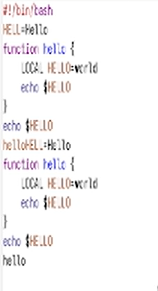 #!/bin/bash
HELL=Hello
function hello {
LOCAL HELLO=world
echo $HELLO
}
echo $HELLO
helloHELL=Hello
function hello {
LOCAL HELLO=world
echo $HELLO
}
echo $HELLO
hello